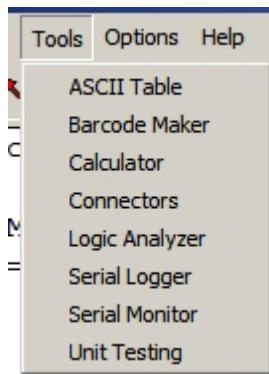 Tools Options Help
ASCII Table
Barcode Maker
Calculator
Connectors
Logic Analyzer
Serial Logger
Serial Monitor
Unit Testing